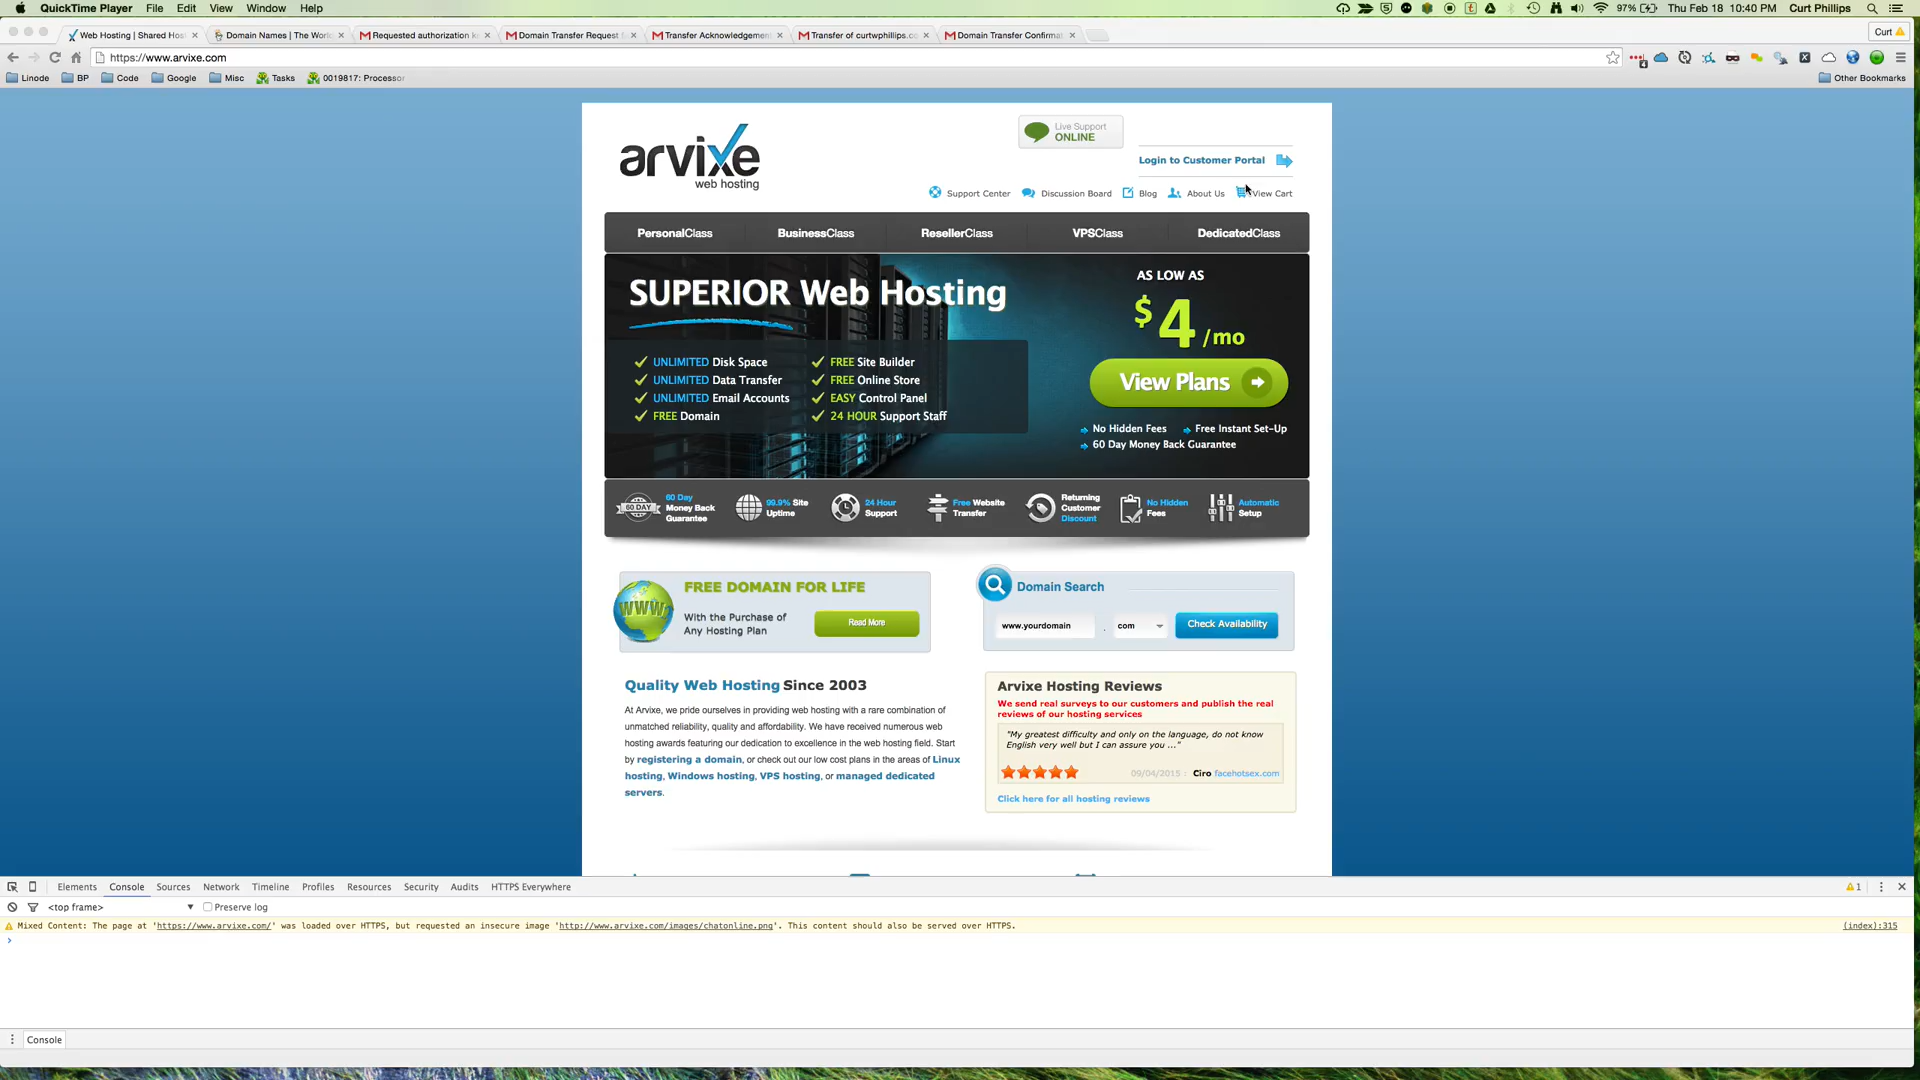 QuickTime Player File Edit View Window Help
97% Thu Feb 18 10:40 PM Curt Phillips
Web Hosting | Shared Hos
Domain Names | The Worl
Requested authorization k
Domain Transfer Request f
Transfer Acknowledgement
Transfer of curtwphillips.co
Domain Transfer Confirmat
Curt
https://www.arvixe.com
Linode BP Code Google Misc Tasks 0019817: Processor
Other Bookmarks
arvixe
web hosting
Live Support
ONLINE
Login to Customer Portal
Support Center Discussion Board Blog About Us View Cart
PersonalClass BusinessClass ResellerClass VPSClass DedicatedClass
SUPERIOR Web Hosting
UNLIMITED Disk Space
UNLIMITED Data Transfer
UNLIMITED Email Accounts
FREE Domain
FREE Site Builder
FREE Online Store
EASY Control Panel
24 HOUR Support Staff
AS LOW AS
$4/mo
View Plans
No Hidden Fees Free Instant Set-Up
60 Day Money Back Guarantee
60 DAY
60 Day
Money Back
Guarantee
99.9% Site
Uptime
24 Hour
Support
Free Website
Transfer
Returning
Customer
Discount
No Hidden
Fees
Automatic
Setup
WWW
FREE DOMAIN FOR LIFE
With the Purchase of
Any Hosting Plan
Read More
Domain Search
www.yourdomain . com Check Availability
Quality Web Hosting Since 2003
At Arvixe, we pride ourselves in providing web hosting with a rare combination of
unmatched reliability, quality and affordability. We have received numerous web
hosting awards featuring our dedication to excellence in the web hosting field. Start
by registering a domain, or check out our low cost plans in the areas of Linux
hosting, Windows hosting, VPS hosting, or managed dedicated
servers.
Arvixe Hosting Reviews
We send real surveys to our customers and publish the real
reviews of our hosting services
"My greatest difficulty and only on the language, do not know
English very well but I can assure you ..."
09/04/2015 : Ciro facehotsex.com
Click here for all hosting reviews
Elements Console Sources Network Timeline Profiles Resources Security Audits HTTPS Everywhere
1
<top frame> Preserve log
Mixed Content: The page at 'https://www.arvixe.com/' was loaded over HTTPS, but requested an insecure image 'http://www.arvixe.com/images/chatonline.png'. This content should also be served over HTTPS. (index):315
Console